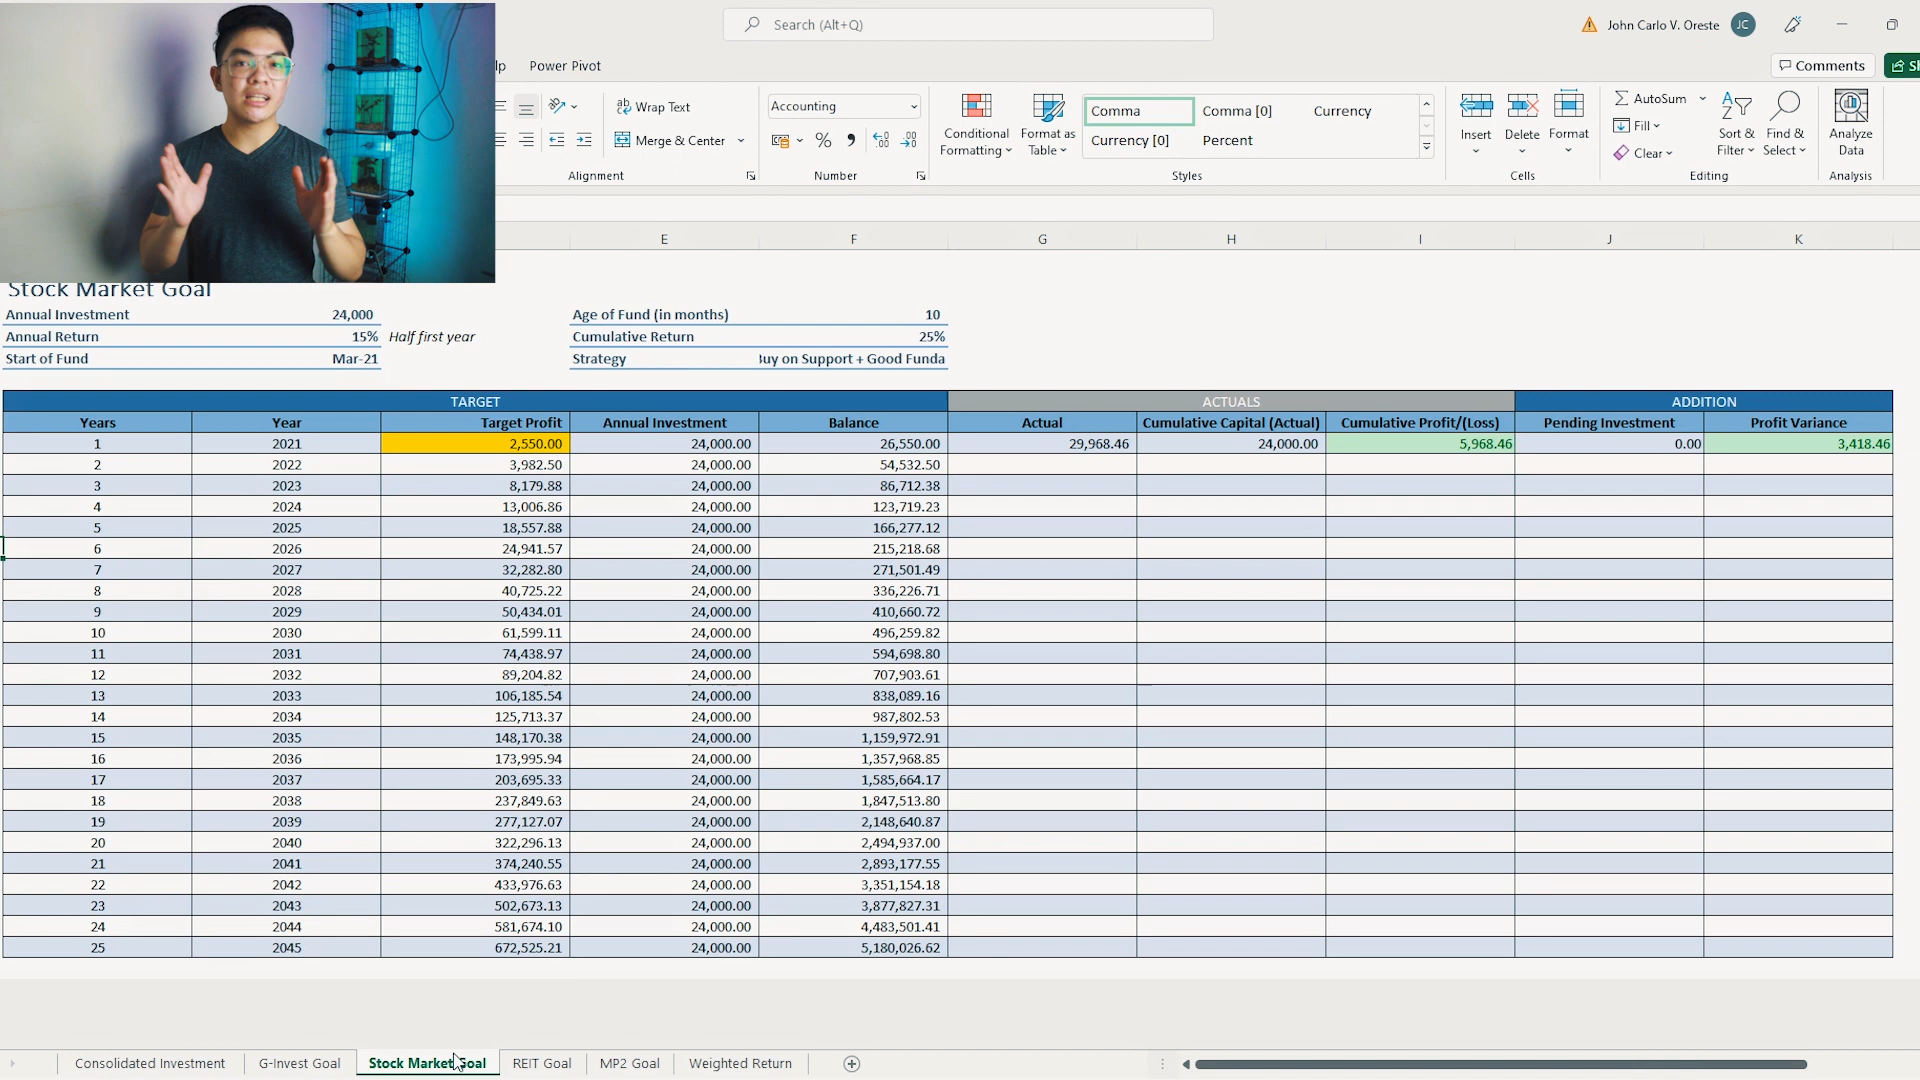 Search (Alt+Q)
John Carlo V. Oreste JC
lp Power Pivot
Comments
Sh
Wrap Text
Merge & Center
Accounting
%
Conditional Formatting
Format as Table
Comma Comma [0] Currency
Currency [0] Percent
Insert
Delete
Format
AutoSum
Fill
Clear
Sort & Filter
Find & Select
Analyze Data
Alignment Number Styles Cells Editing Analysis
E F G H I J K
Stock Market Goal
Annual Investment 24,000 Age of Fund (in months) 10
Annual Return 15% Half first year Cumulative Return 25%
Start of Fund Mar-21 Strategy Buy on Support + Good Funda
TARGET ACTUALS ADDITION
Years Year Target Profit Annual Investment Balance Actual Cumulative Capital (Actual) Cumulative Profit/(Loss) Pending Investment Profit Variance
1 2021 2,550.00 24,000.00 26,550.00 29,968.46 24,000.00 5,968.46 0.00 3,418.46
2 2022 3,982.50 24,000.00 54,532.50
3 2023 8,179.88 24,000.00 86,712.38
4 2024 13,006.86 24,000.00 123,719.23
5 2025 18,557.88 24,000.00 166,277.12
6 2026 24,941.57 24,000.00 215,218.68
7 2027 32,282.80 24,000.00 271,501.49
8 2028 40,725.22 24,000.00 336,226.71
9 2029 50,434.01 24,000.00 410,660.72
10 2030 61,599.11 24,000.00 496,259.82
11 2031 74,438.97 24,000.00 594,698.80
12 2032 89,204.82 24,000.00 707,903.61
13 2033 106,185.54 24,000.00 838,089.16
14 2034 125,713.37 24,000.00 987,802.53
15 2035 148,170.38 24,000.00 1,159,972.91
16 2036 173,995.94 24,000.00 1,357,968.85
17 2037 203,695.33 24,000.00 1,585,664.17
18 2038 237,849.63 24,000.00 1,847,513.80
19 2039 277,127.07 24,000.00 2,148,640.87
20 2040 322,296.13 24,000.00 2,494,937.00
21 2041 374,240.55 24,000.00 2,893,177.55
22 2042 433,976.63 24,000.00 3,351,154.18
23 2043 502,673.13 24,000.00 3,877,827.31
24 2044 581,674.10 24,000.00 4,483,501.41
25 2045 672,525.21 24,000.00 5,180,026.62
Consolidated Investment G-Invest Goal Stock Market Goal REIT Goal MP2 Goal Weighted Return